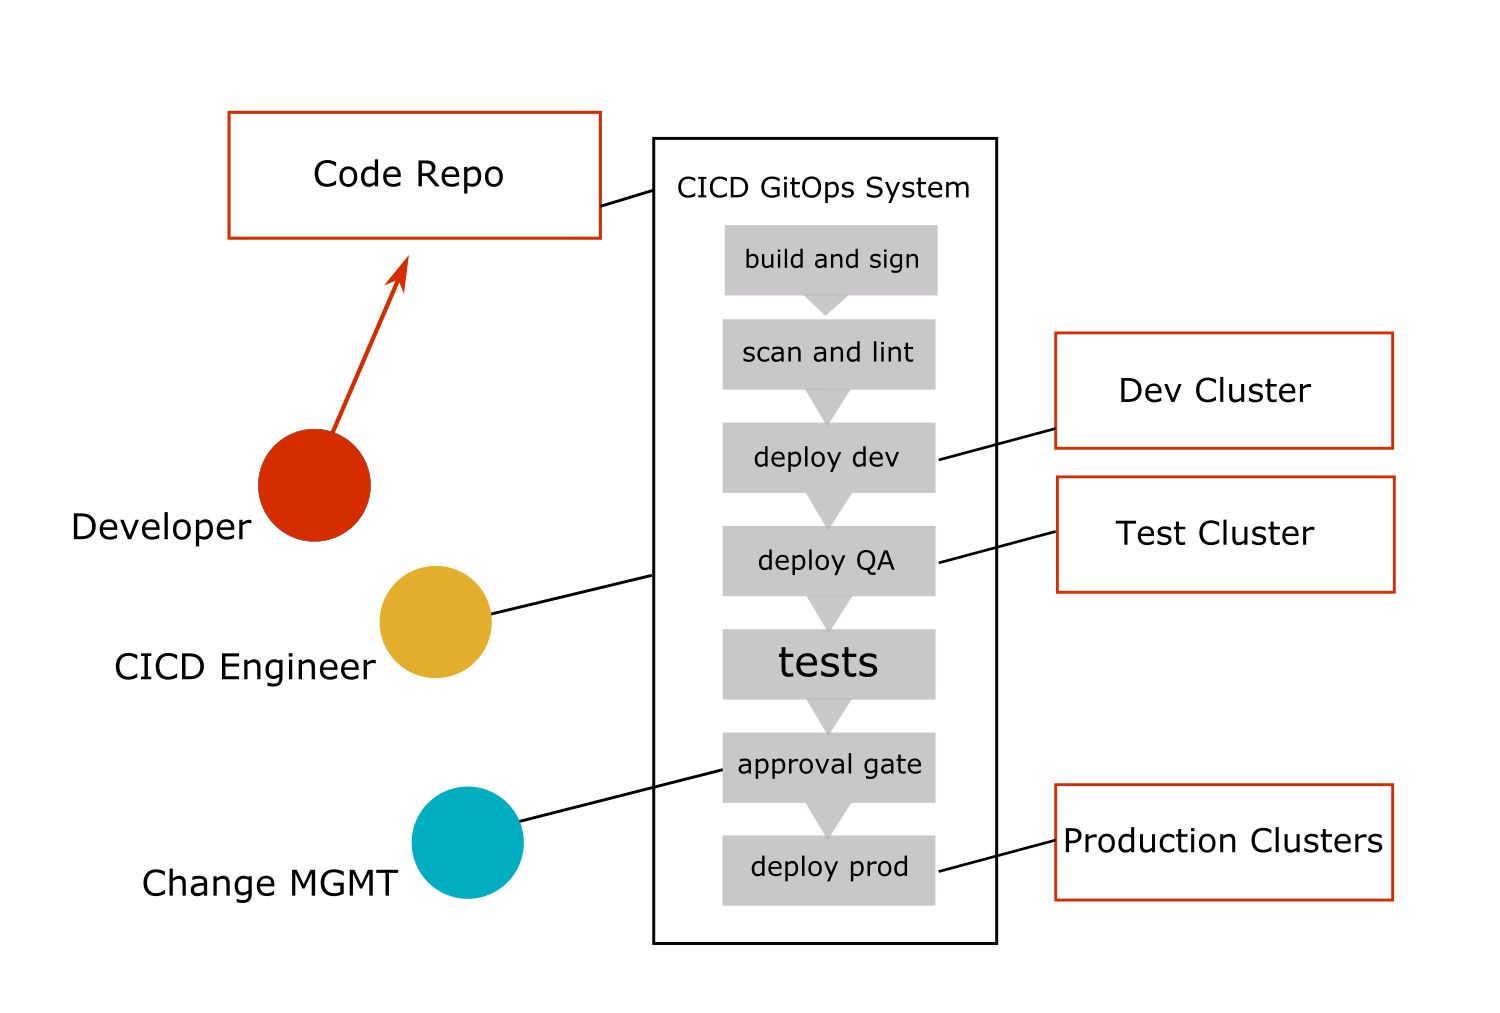 Code Repo
CICD GitOps System
build and sign
scan and lint
deploy dev
deploy QA
tests
approval gate
deploy prod
Developer
CICD Engineer
Change MGMT
Dev Cluster
Test Cluster
Production Clusters